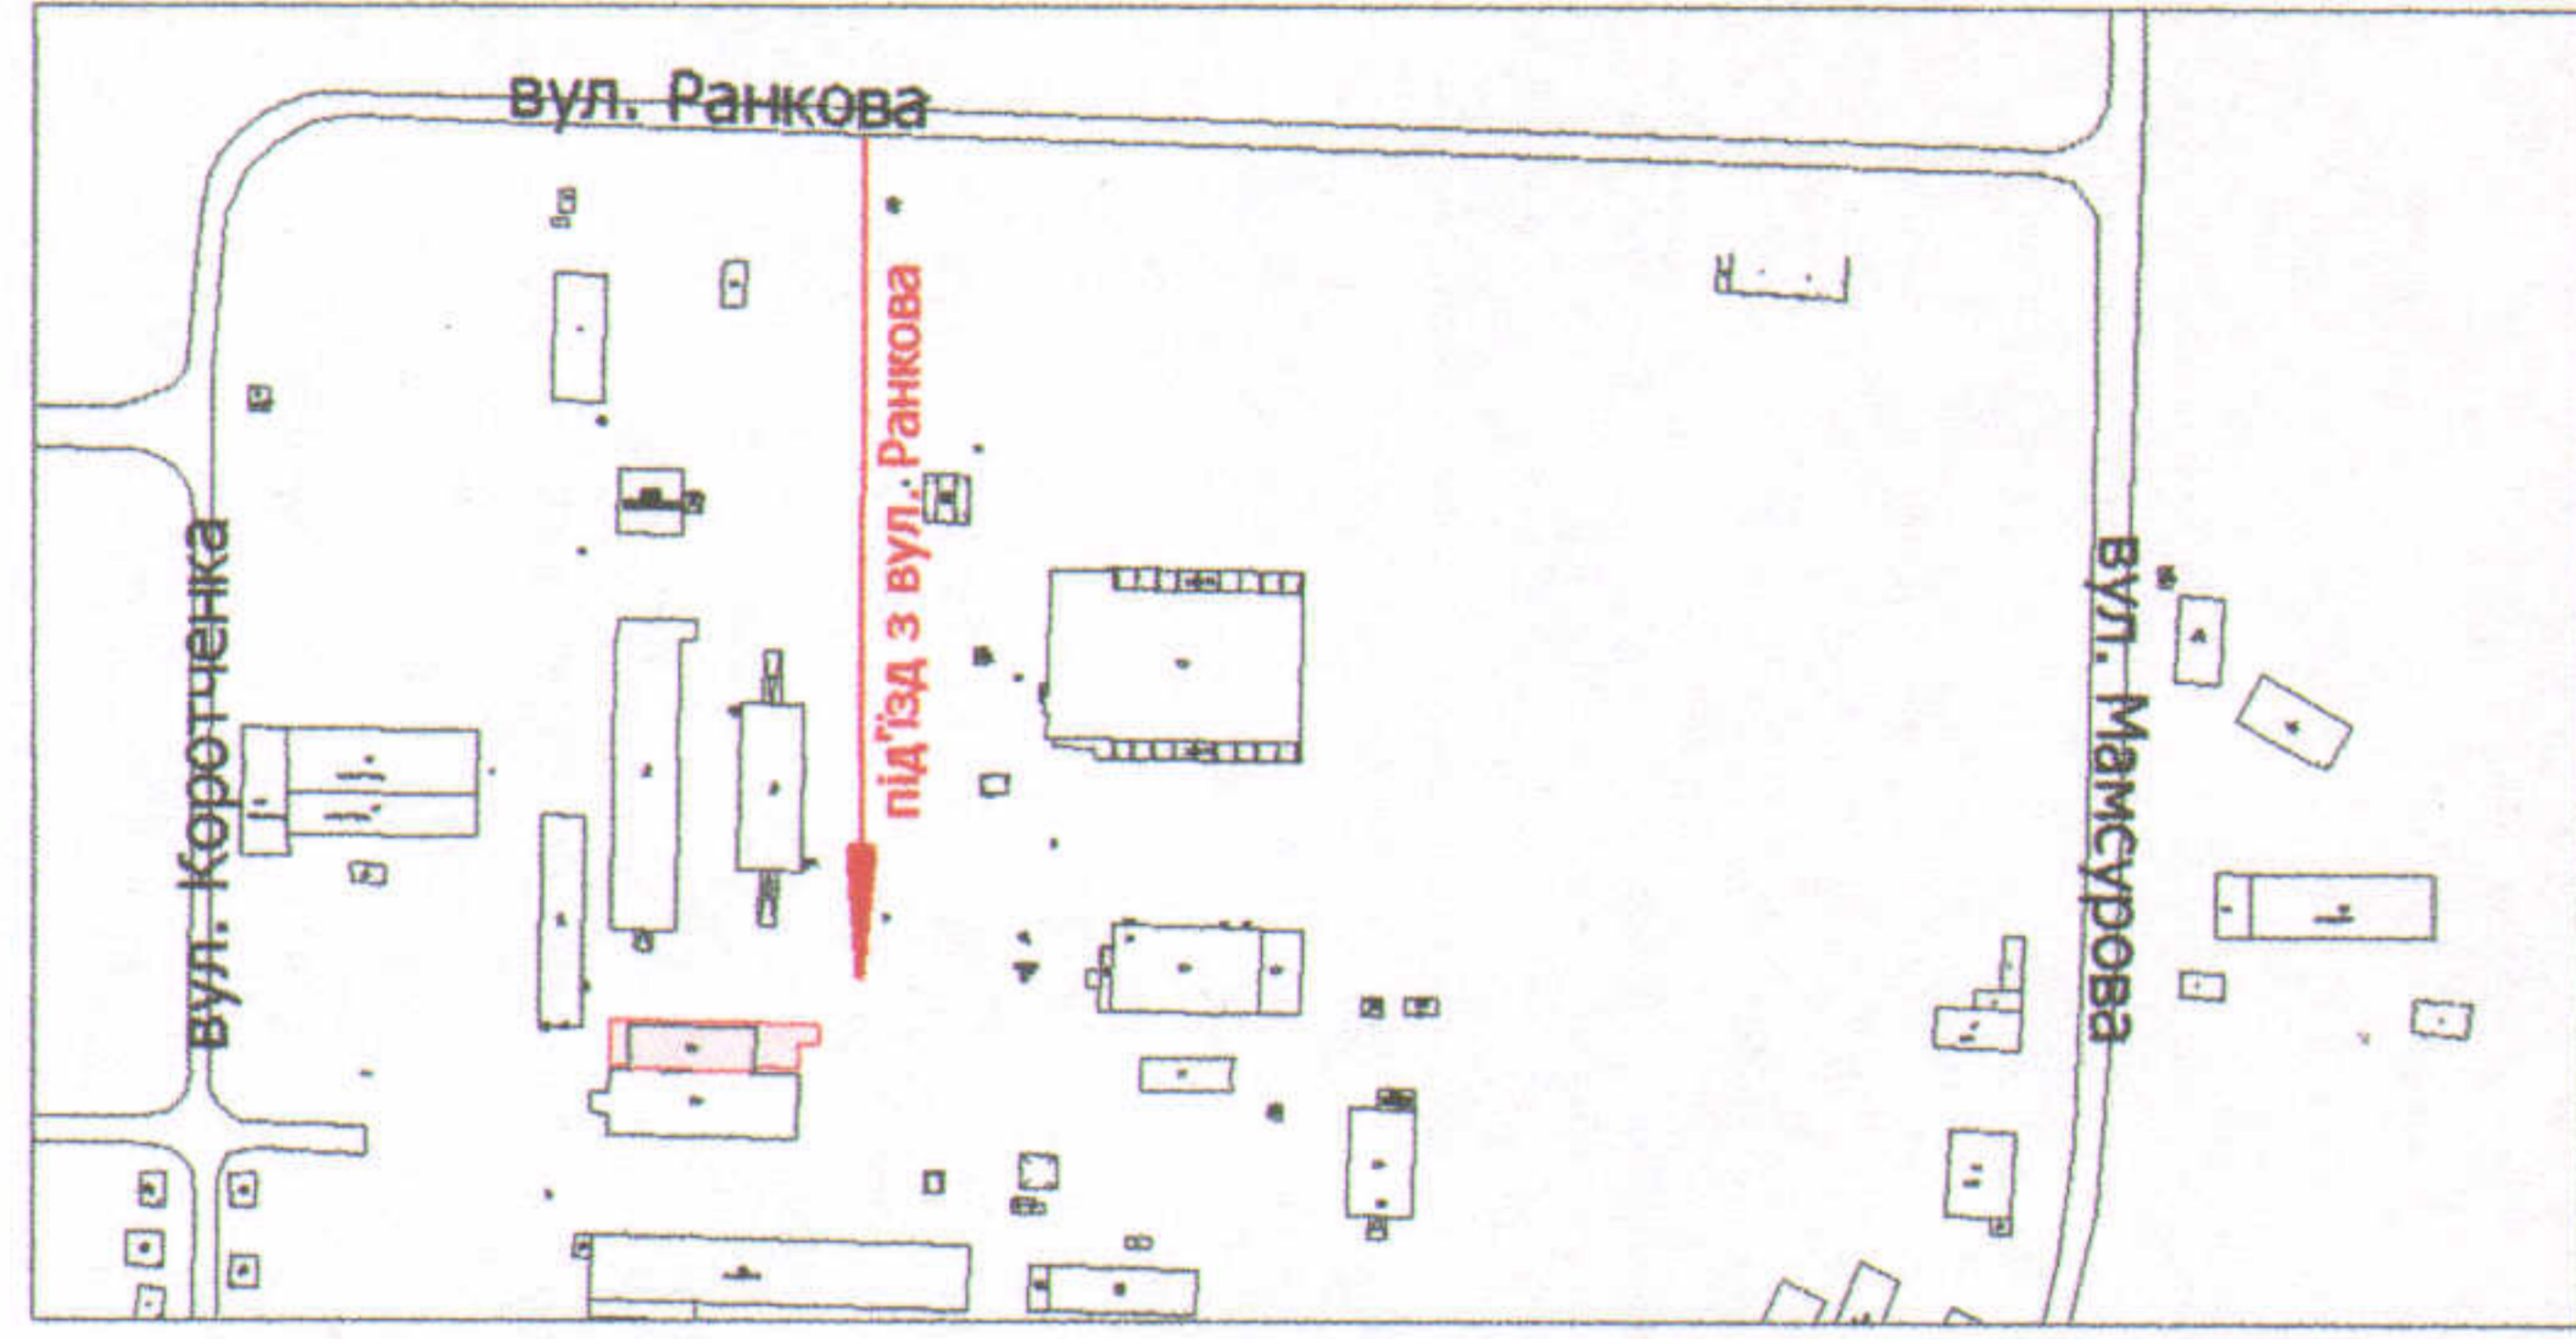 вул. Ранкова
під'їзд з вул. Ранкова
вул. Коротченка
вул. Мамсурова